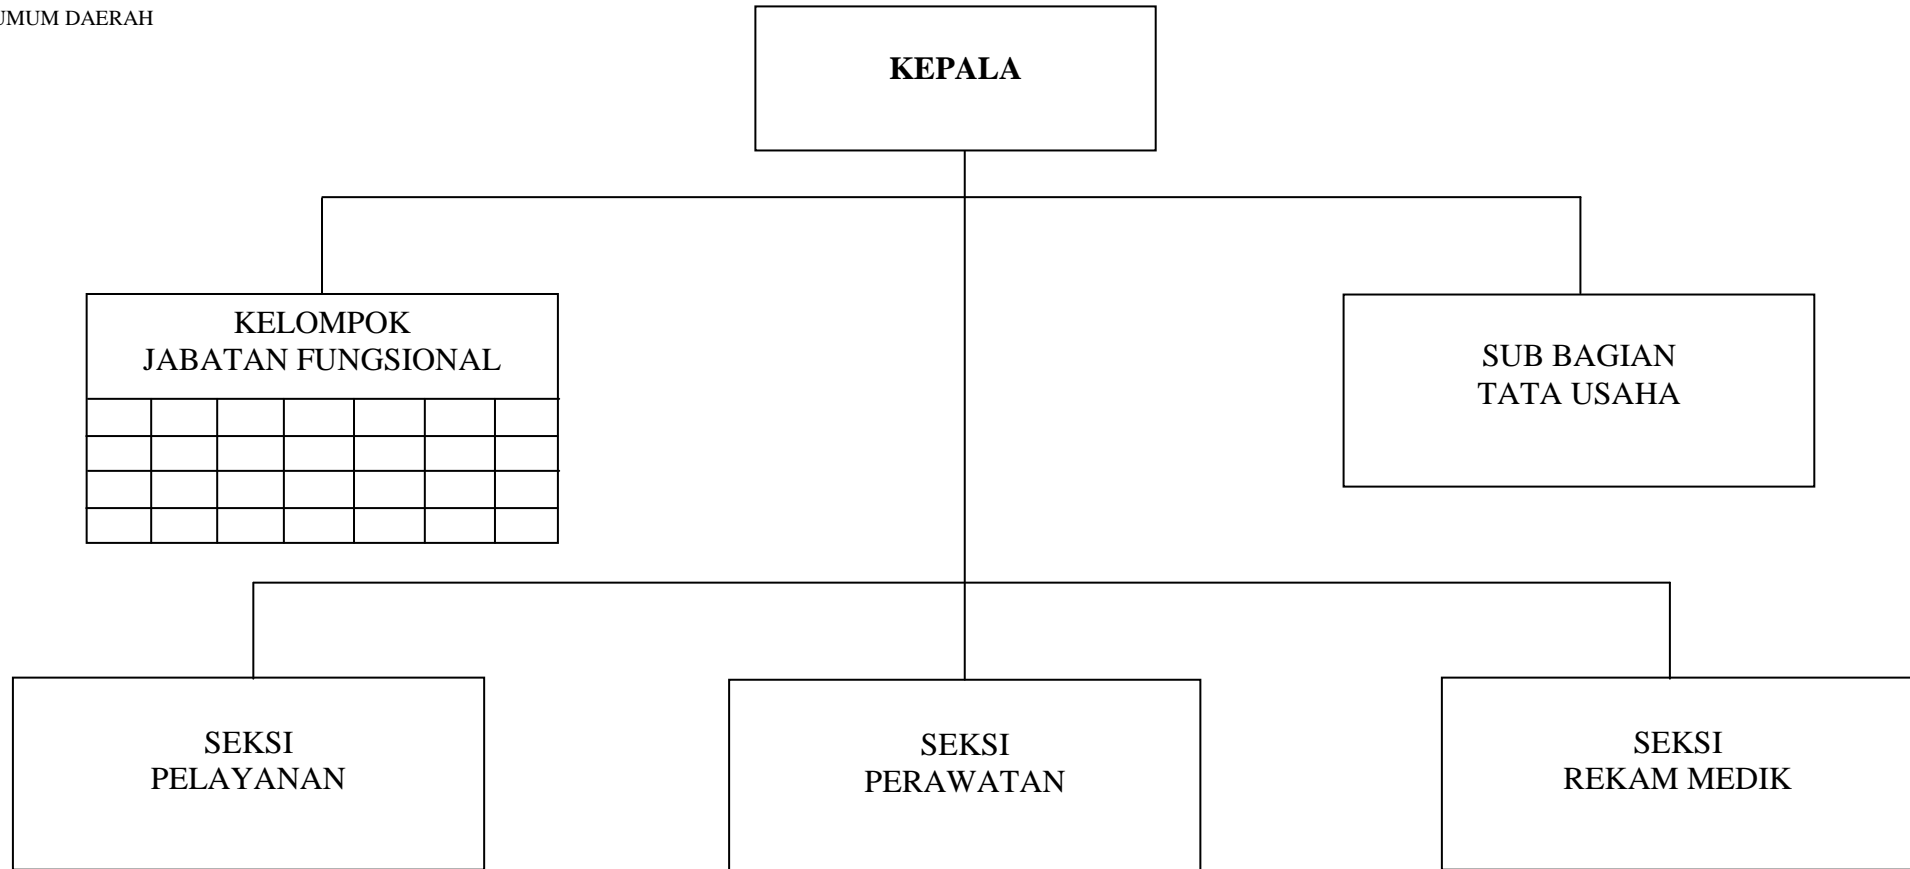 UMUM DAERAH
KEPALA
KELOMPOK
JABATAN FUNGSIONAL
SUB BAGIAN
TATA USAHA
SEKSI
PELAYANAN
SEKSI
PERAWATAN
SEKSI
REKAM MEDIK